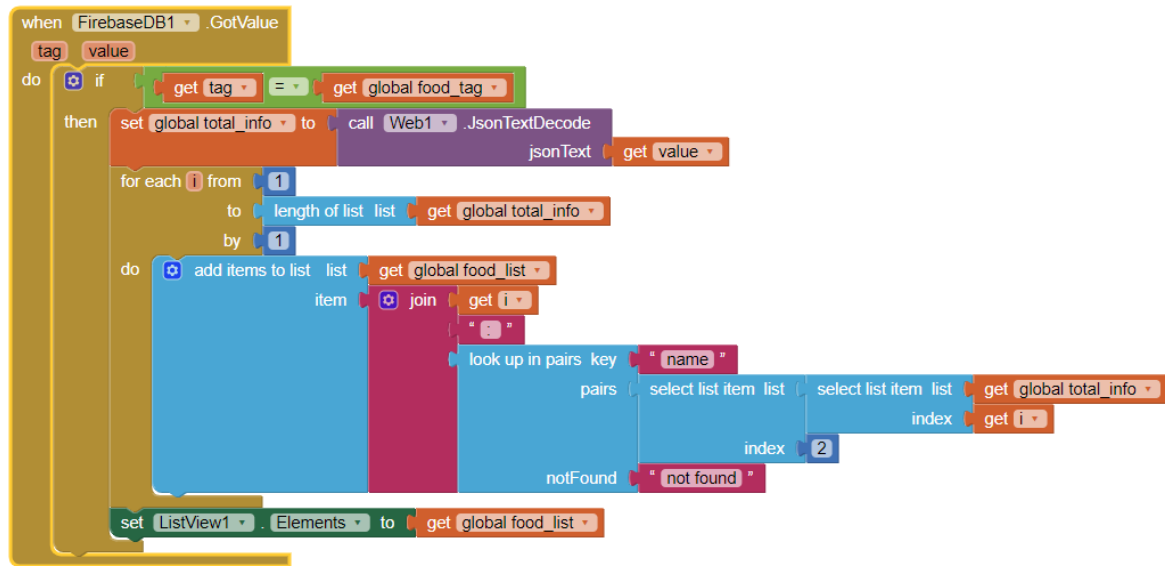 when FirebaseDB1 .GotValue
tag value
do if get tag = get global food_tag
then set global total_info to call Web1 .JsonTextDecode
jsonText get value
for each i from 1
to length of list list get global total_info
by 1
do add items to list list get global food_list
item join get i
" : "
look up in pairs key " name "
pairs select list item list select list item list get global total_info
index get i
index 2
notFound " not found "
set ListView1 . Elements to get global food_list